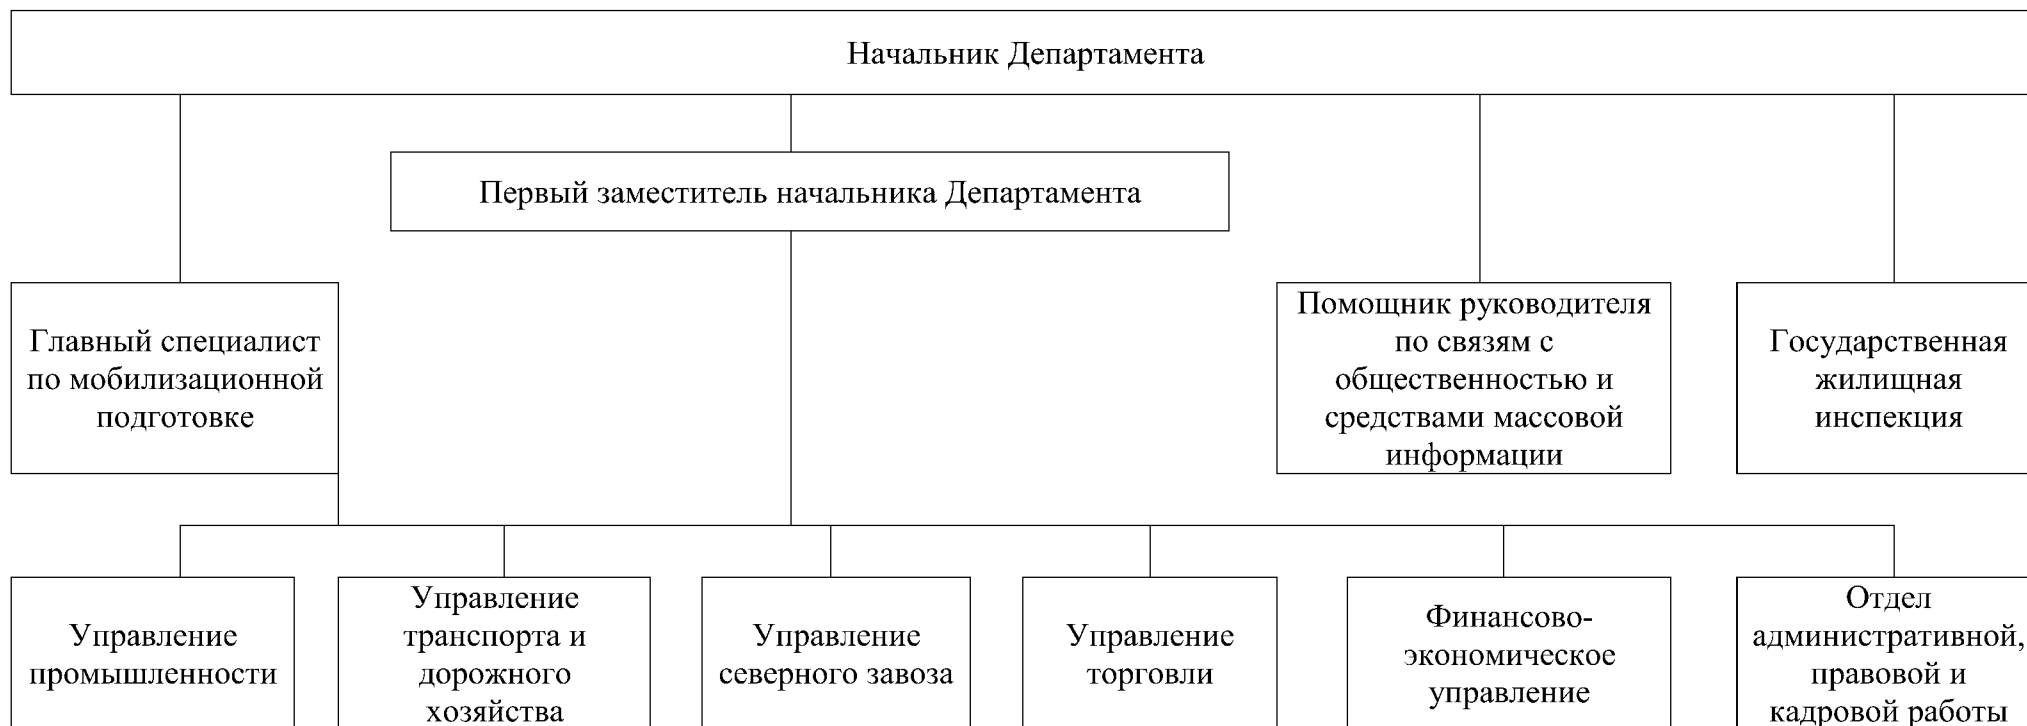 Начальник Департамента
Первый заместитель начальника Департамента
Главный специалист
по мобилизационной
подготовке
Помощник руководителя
по связям с
общественностью и
средствами массовой
информации
Государственная
жилищная
инспекция
Управление
промышленности
Управление
транспорта и
дорожного
хозяйства
Управление
северного завоза
Управление
торговли
Финансово-
экономическое
управление
Отдел
административной,
правовой и
кадровой работы